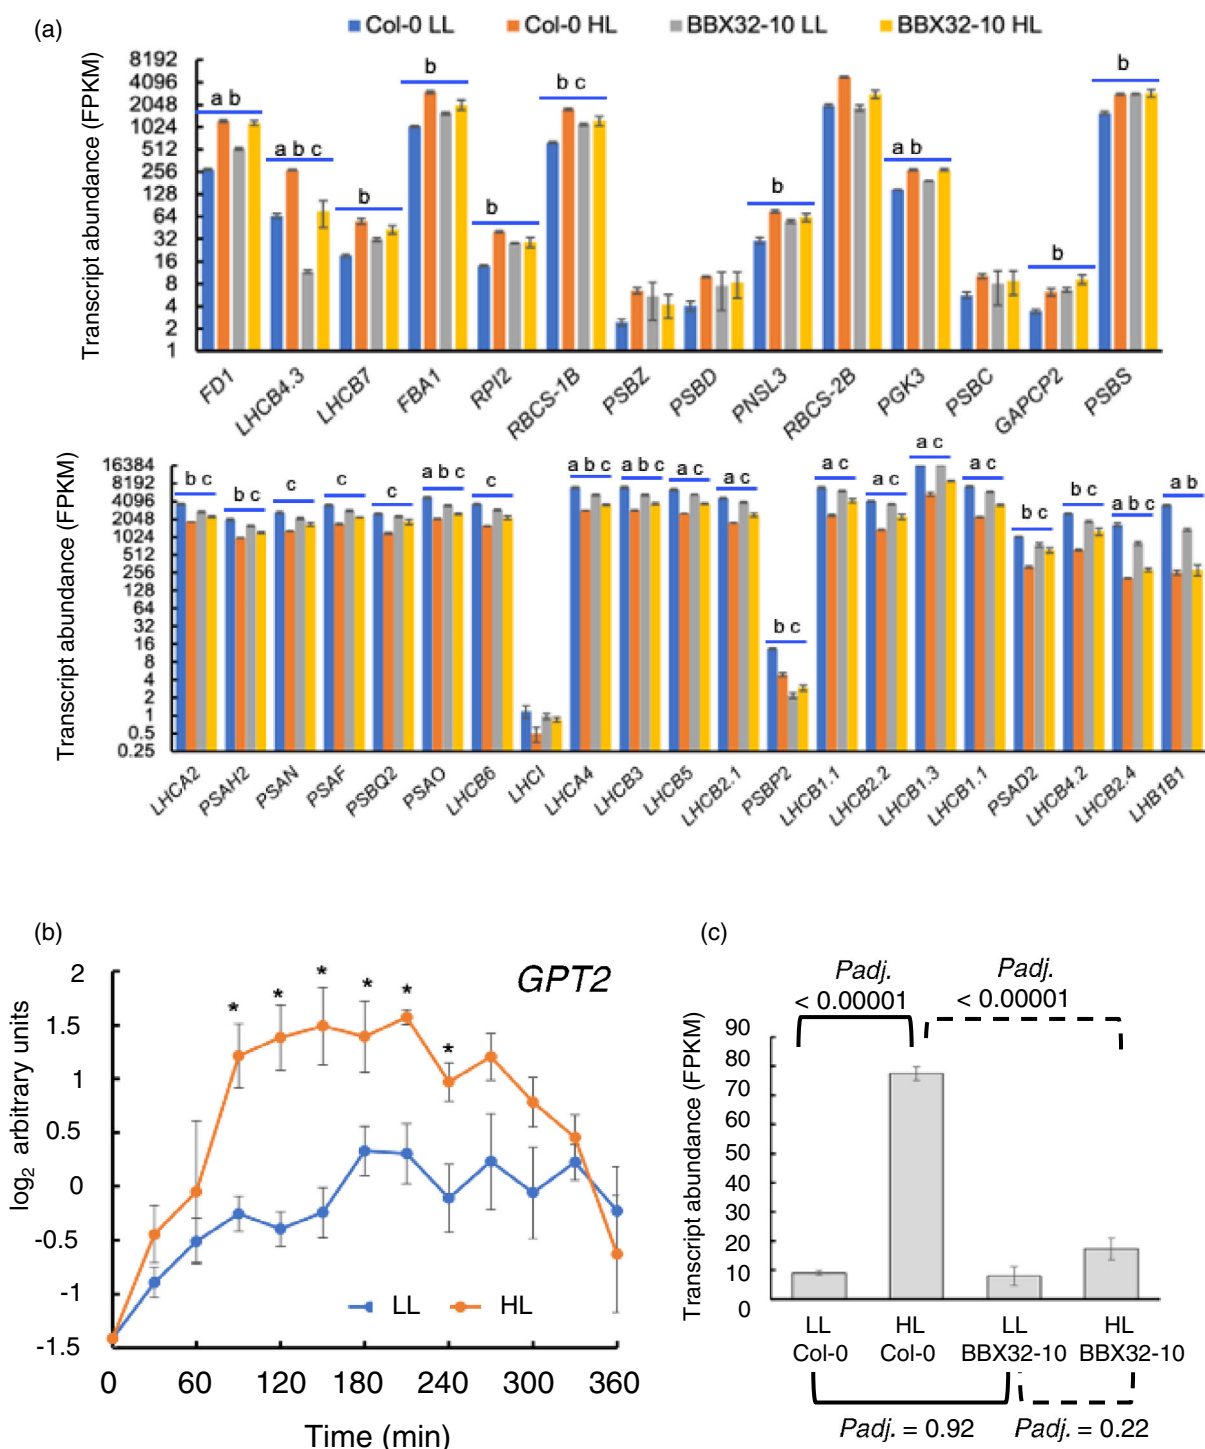 (a)
Col-0 LL Col-0 HL BBX32-10 LL BBX32-10 HL
Transcript abundance (FPKM)
8192
4096
2048
1024
512
256
128
64
32
16
8
4
2
1
a b
a b c
b
b
b
b c
b
a b
b
b
FD1
LHCB4.3
LHCB7
FBA1
RPI2
RBCS-1B
PSBZ
PSBD
PNSL3
RBCS-2B
PGK3
PSBC
GAPCP2
PSBS
Transcript abundance (FPKM)
16384
8192
4096
2048
1024
512
256
128
64
32
16
8
4
2
1
0.5
0.25
b c
b c
c
c
c
a b c
b c
a b c
a b c
a c
a c
b c
a c
a c
a c
a c
b c
b c
a b c
a b
LHCA2
PSAH2
PSAN
PSAF
PSBQ2
PSAO
LHCB6
LHCI
LHCA4
LHCB3
LHCB5
LHCB2.1
PSBP2
LHCB1.1
LHCB2.2
LHCB1.3
LHCB1.1
PSAD2
LHCB4.2
LHCB2.4
LHB1B1
(b)
GPT2
log2 arbitrary units
2
1.5
1
0.5
0
-0.5
-1
-1.5
* * * * * *
LL HL
0 60 120 180 240 300 360
Time (min)
(c)
Padj. Padj.
< 0.00001 < 0.00001
Transcript abundance (FPKM)
90
80
70
60
50
40
30
20
10
0
LL HL LL HL
Col-0 Col-0 BBX32-10 BBX32-10
Padj. = 0.92 Padj. = 0.22